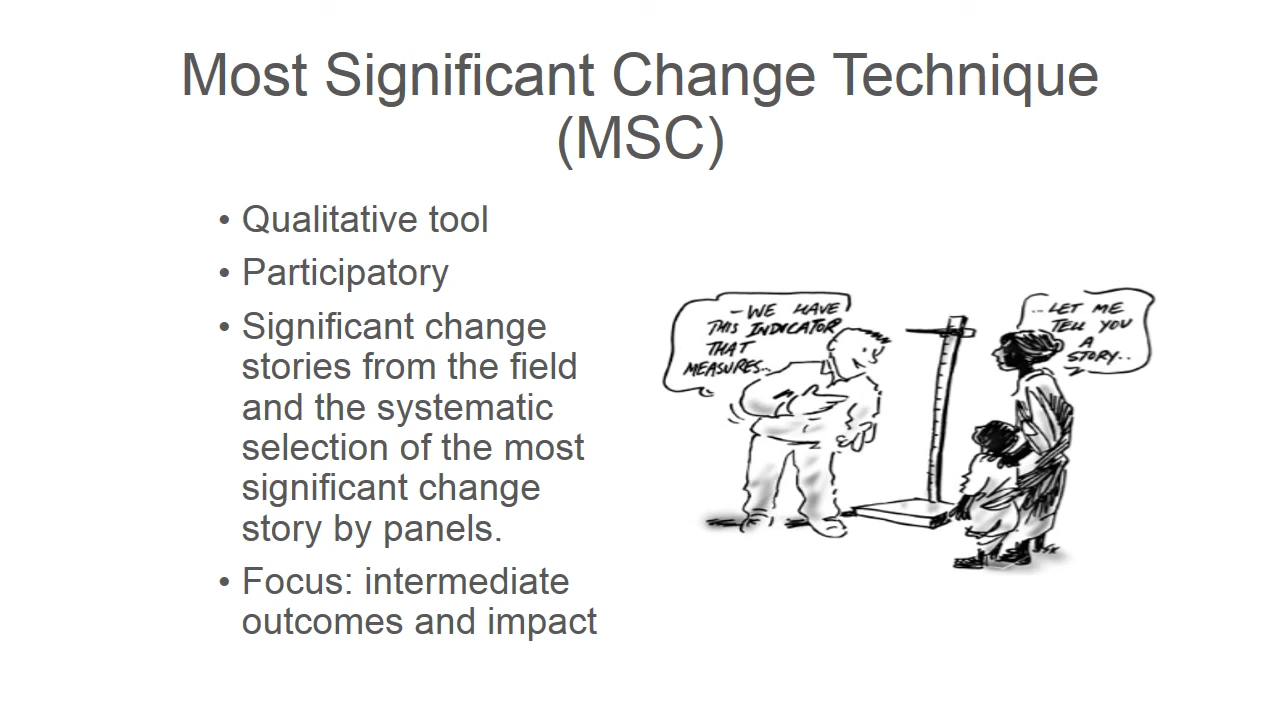 Most Significant Change Technique
(MSC)
• Qualitative tool
• Participatory
• Significant change
stories from the field
and the systematic
selection of the most
significant change
story by panels.
• Focus: intermediate
outcomes and impact
-WE HAVE
THIS INDICATOR
THAT
MEASURES..
...LET ME
TELL YOU
A
STORY..